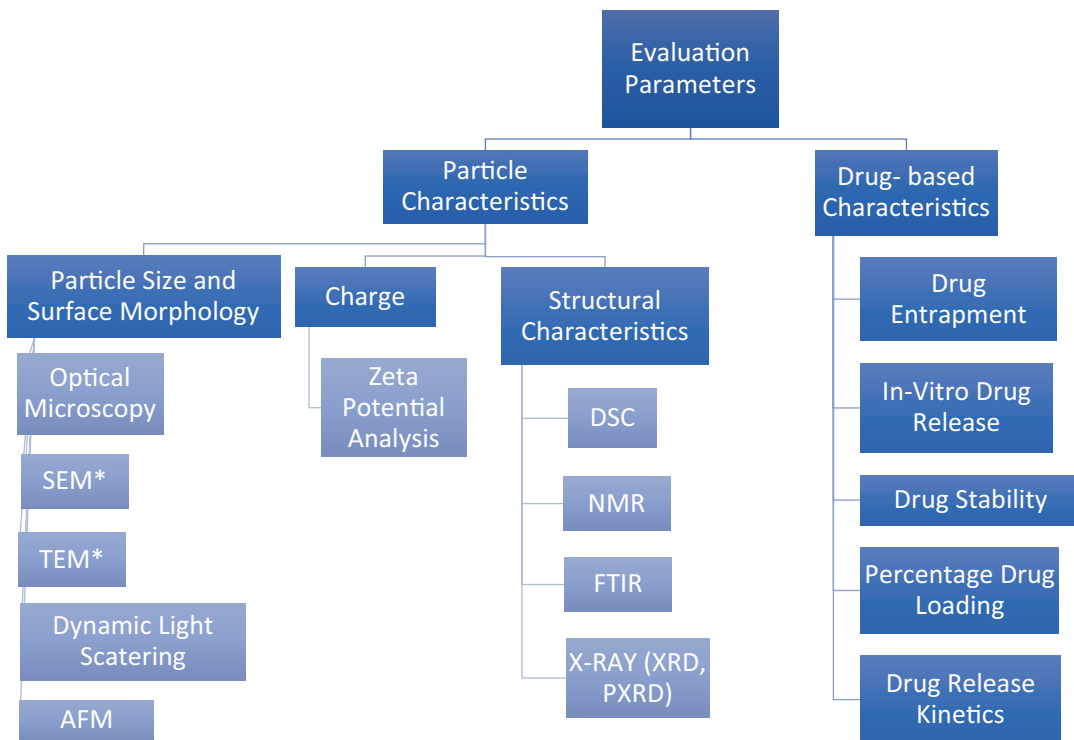 Evaluation
Parameters
Particle
Characteristics
Drug- based
Characteristics
Particle Size and
Surface Morphology
Charge
Structural
Characteristics
Optical
Microscopy
SEM*
TEM*
Dynamic Light
Scatering
AFM
Zeta
Potential
Analysis
DSC
NMR
FTIR
X-RAY (XRD,
PXRD)
Drug
Entrapment
In-Vitro Drug
Release
Drug Stability
Percentage Drug
Loading
Drug Release
Kinetics